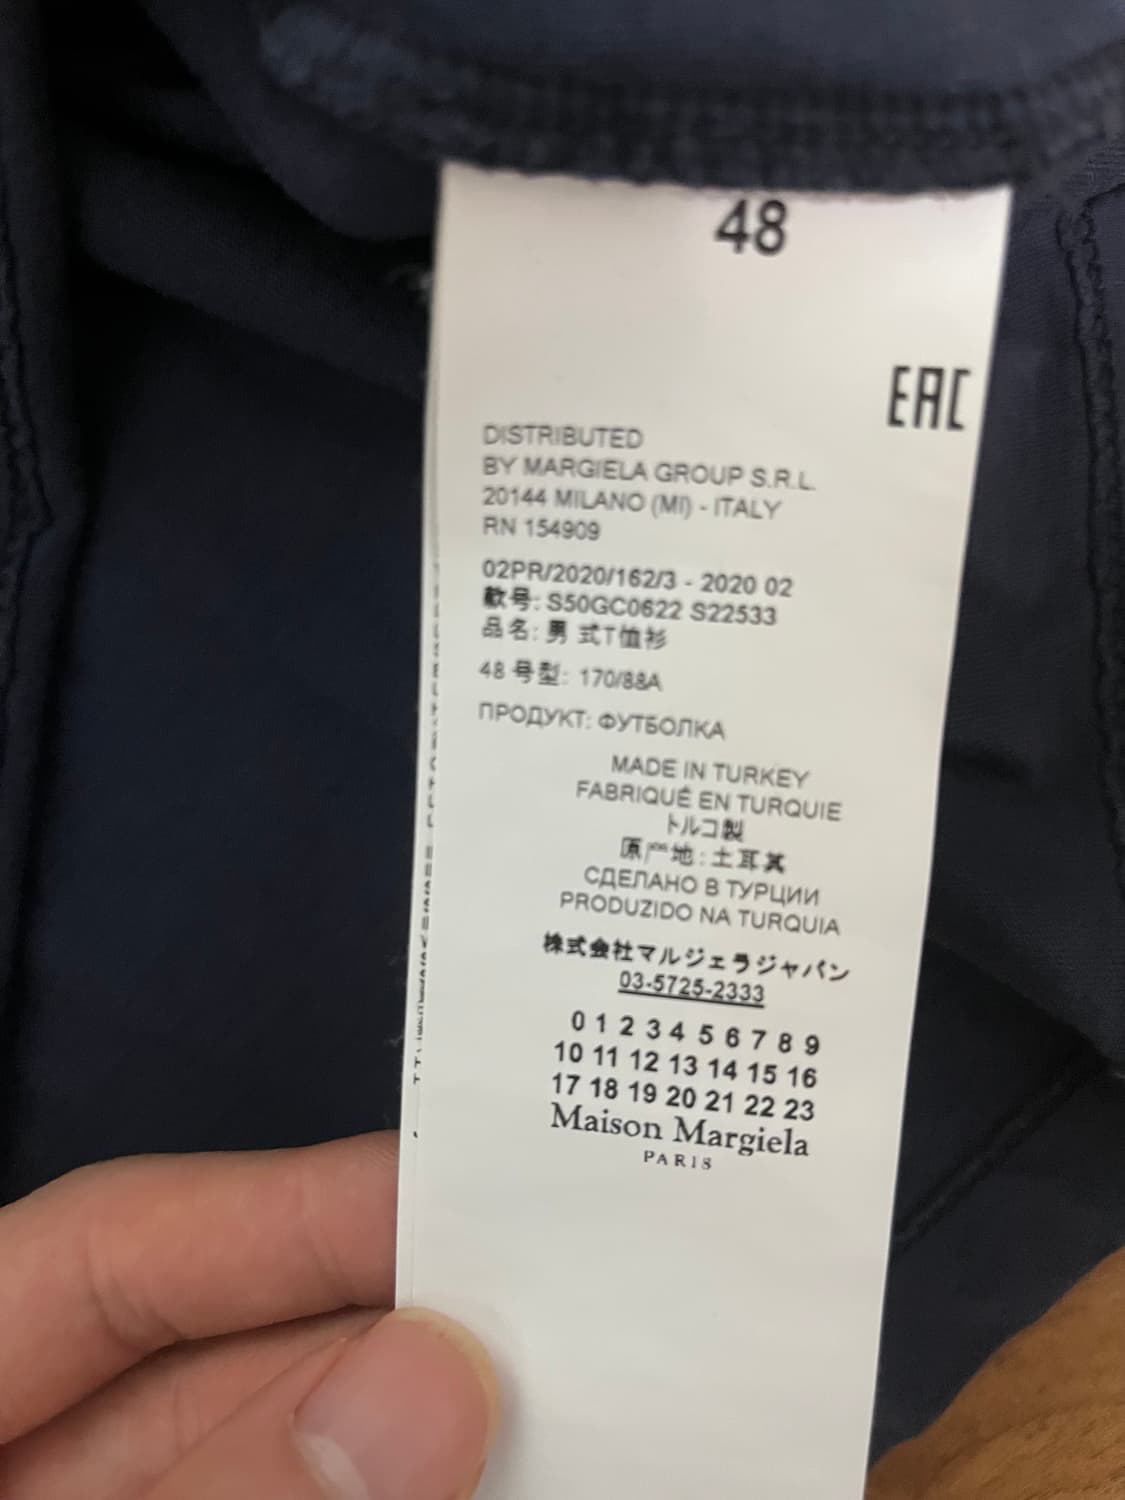 48
EAC
DISTRIBUTED
BY MARGIELA GROUP S.R.L.
20144 MILANO (MI) - ITALY
RN 154909
02PR/2020/162/3 - 2020 02
款号: S50GC0622 S22533
品名: 男 式T恤衫
48 号型: 170/88A
ПРОДУКТ: ФУТБОЛКА
MADE IN TURKEY
FABRIQUÉ EN TURQUIE
トルコ製
原产地: 土耳其
СДЕЛАНО В ТУРЦИИ
PRODUZIDO NA TURQUIA
株式会社マルジェラジャパン
03-5725-2333
0 1 2 3 4 5 6 7 8 9
10 11 12 13 14 15 16
17 18 19 20 21 22 23
Maison Margiela
PARIS